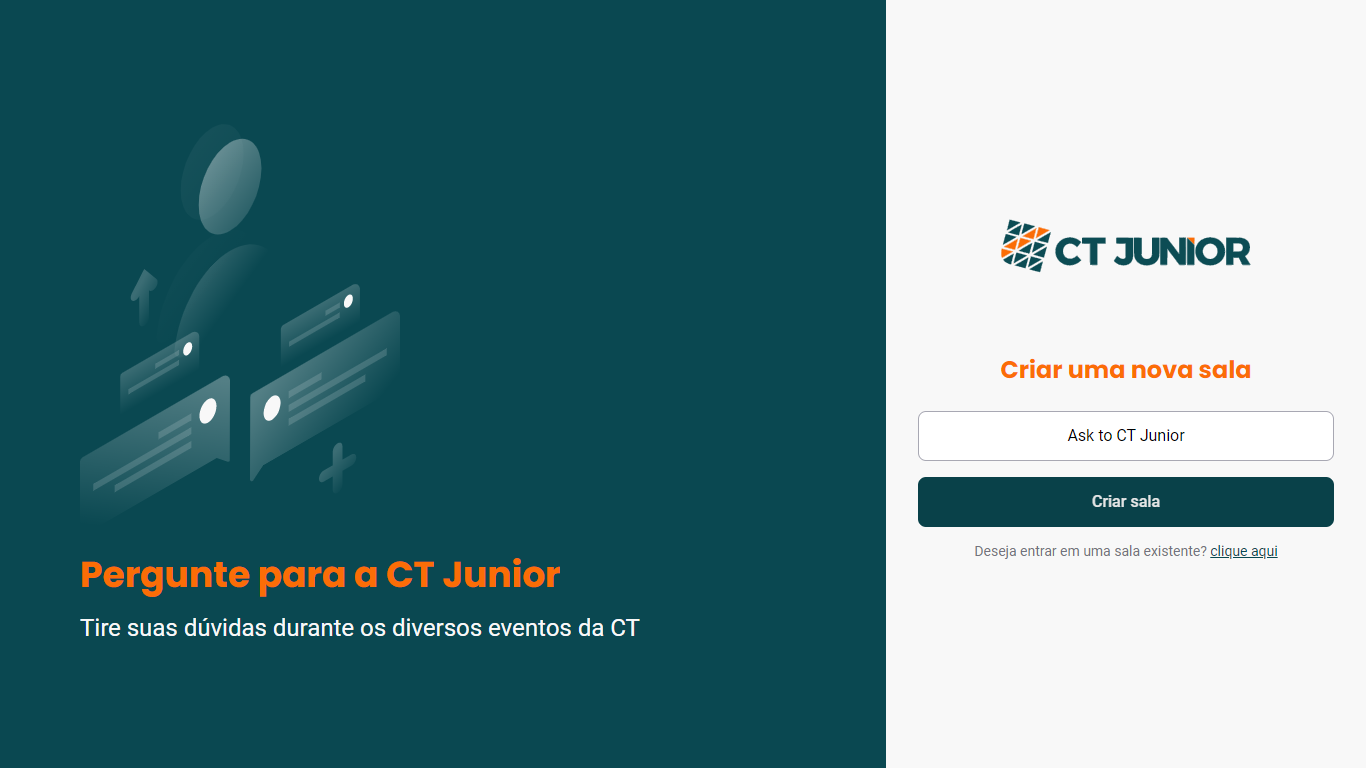 Pergunte para a CT Junior
Tire suas dúvidas durante os diversos eventos da CT
CT JUNIOR
Criar uma nova sala
Ask to CT Junior
Criar sala
Deseja entrar em uma sala existente? clique aqui